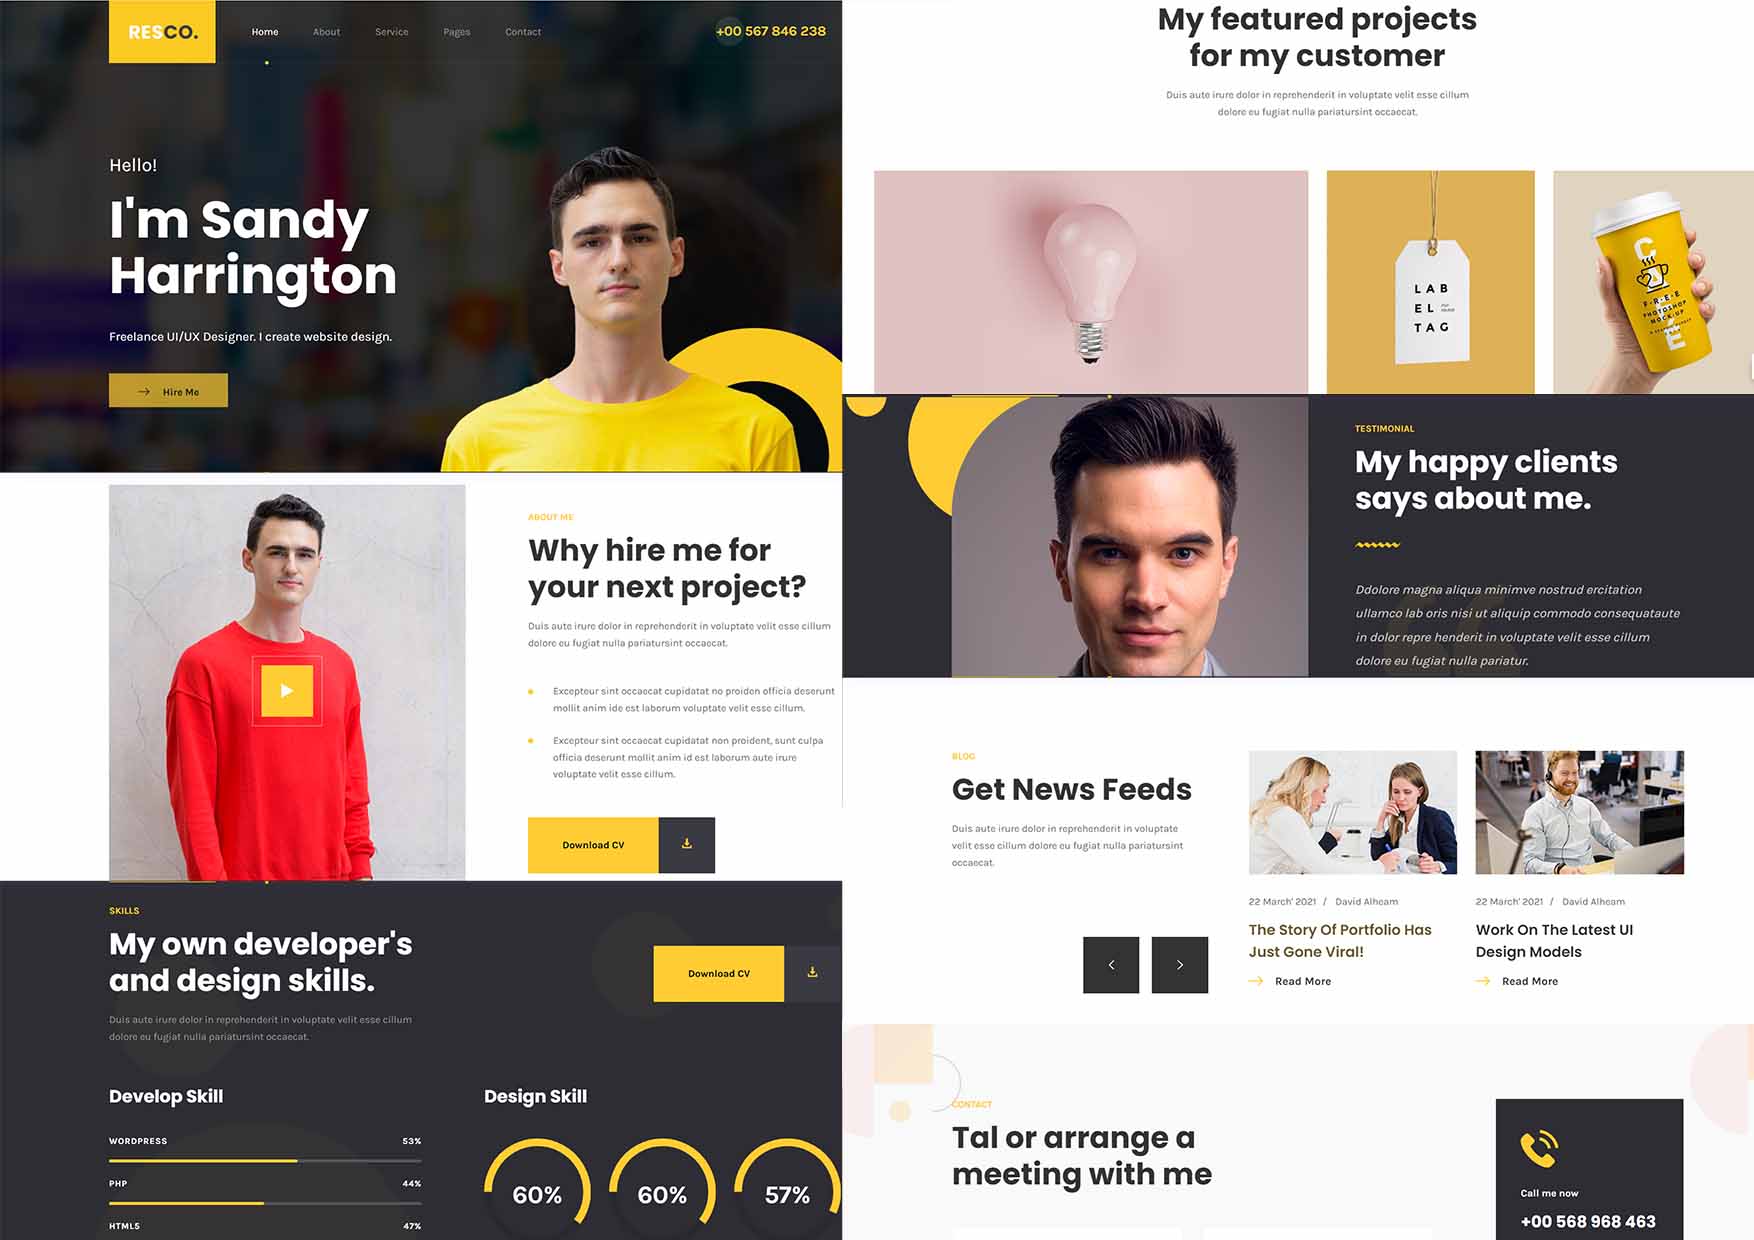 RESCO.
Home About Service Pages Contact
+00 567 846 238
Hello!
I'm Sandy
Harrington
Freelance UI/UX Designer. I create website design.
Hire Me
ABOUT ME
Why hire me for
your next project?
Duis aute irure dolor in reprehenderit in voluptate velit esse cillum
dolore eu fugiat nulla pariatursint occaecat.
Excepteur sint occaecat cupidatat no proiden officia deserunt
mollit anim ide est laborum voluptate velit esse cillum.
Excepteur sint occaecat cupidatat non proident, sunt culpa
officia deserunt mollit anim id est laborum aute irure
voluptate velit esse cillum.
Download CV
SKILLS
My own developer's
and design skills.
Duis aute irure dolor in reprehenderit in voluptate velit esse cillum
dolore eu fugiat nulla pariatursint occaecat.
Download CV
Develop Skill
WORDPRESS 53%
PHP 44%
HTML5 47%
Design Skill
60% 60% 57%
My featured projects
for my customer
Duis aute irure dolor in reprehenderit in voluptate velit esse cillum
dolore eu fugiat nulla pariatursint occaecat.
LAB
EL
TAG
C
F-R-E-E
PHOTOSHOP
MOCK-UP
FÉ
TESTIMONIAL
My happy clients
says about me.
Ddolore magna aliqua minimve nostrud ercitation
ullamco lab oris nisi ut aliquip commodo consequataute
in dolor repre henderit in voluptate velit esse cillum
dolore eu fugiat nulla pariatur.
BLOG
Get News Feeds
Duis aute irure dolor in reprehenderit in voluptate
velit esse cillum dolore eu fugiat nulla pariatursint
occaecat.
22 March' 2021 / David Alheam
The Story Of Portfolio Has
Just Gone Viral!
Read More
22 March' 2021 / David Alheam
Work On The Latest UI
Design Models
Read More
CONTACT
Tal or arrange a
meeting with me
Call me now
+00 568 968 463